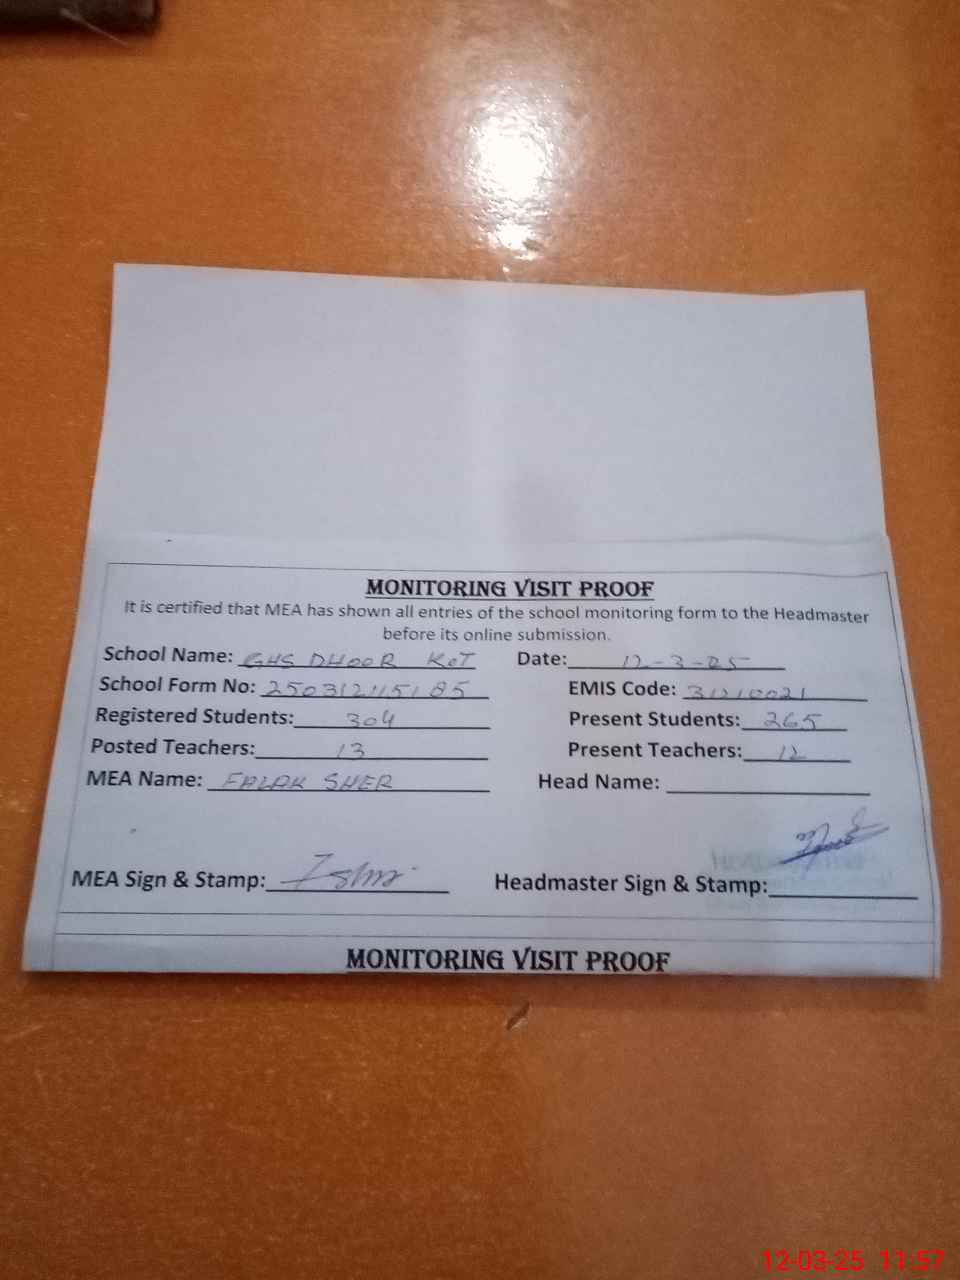 MONITORING VISIT PROOF
It is certified that MEA has shown all entries of the school monitoring form to the Headmaster
before its online submission.
School Name: GHS DHOOR KOT Date: 12-3-25
School Form No: 250312115185 EMIS Code: 31210021
Registered Students: 304 Present Students: 265
Posted Teachers: 13 Present Teachers: 12
MEA Name: FALAK SHER Head Name:
MEA Sign & Stamp: Headmaster Sign & Stamp:
MONITORING VISIT PROOF
12-03-25 11:57